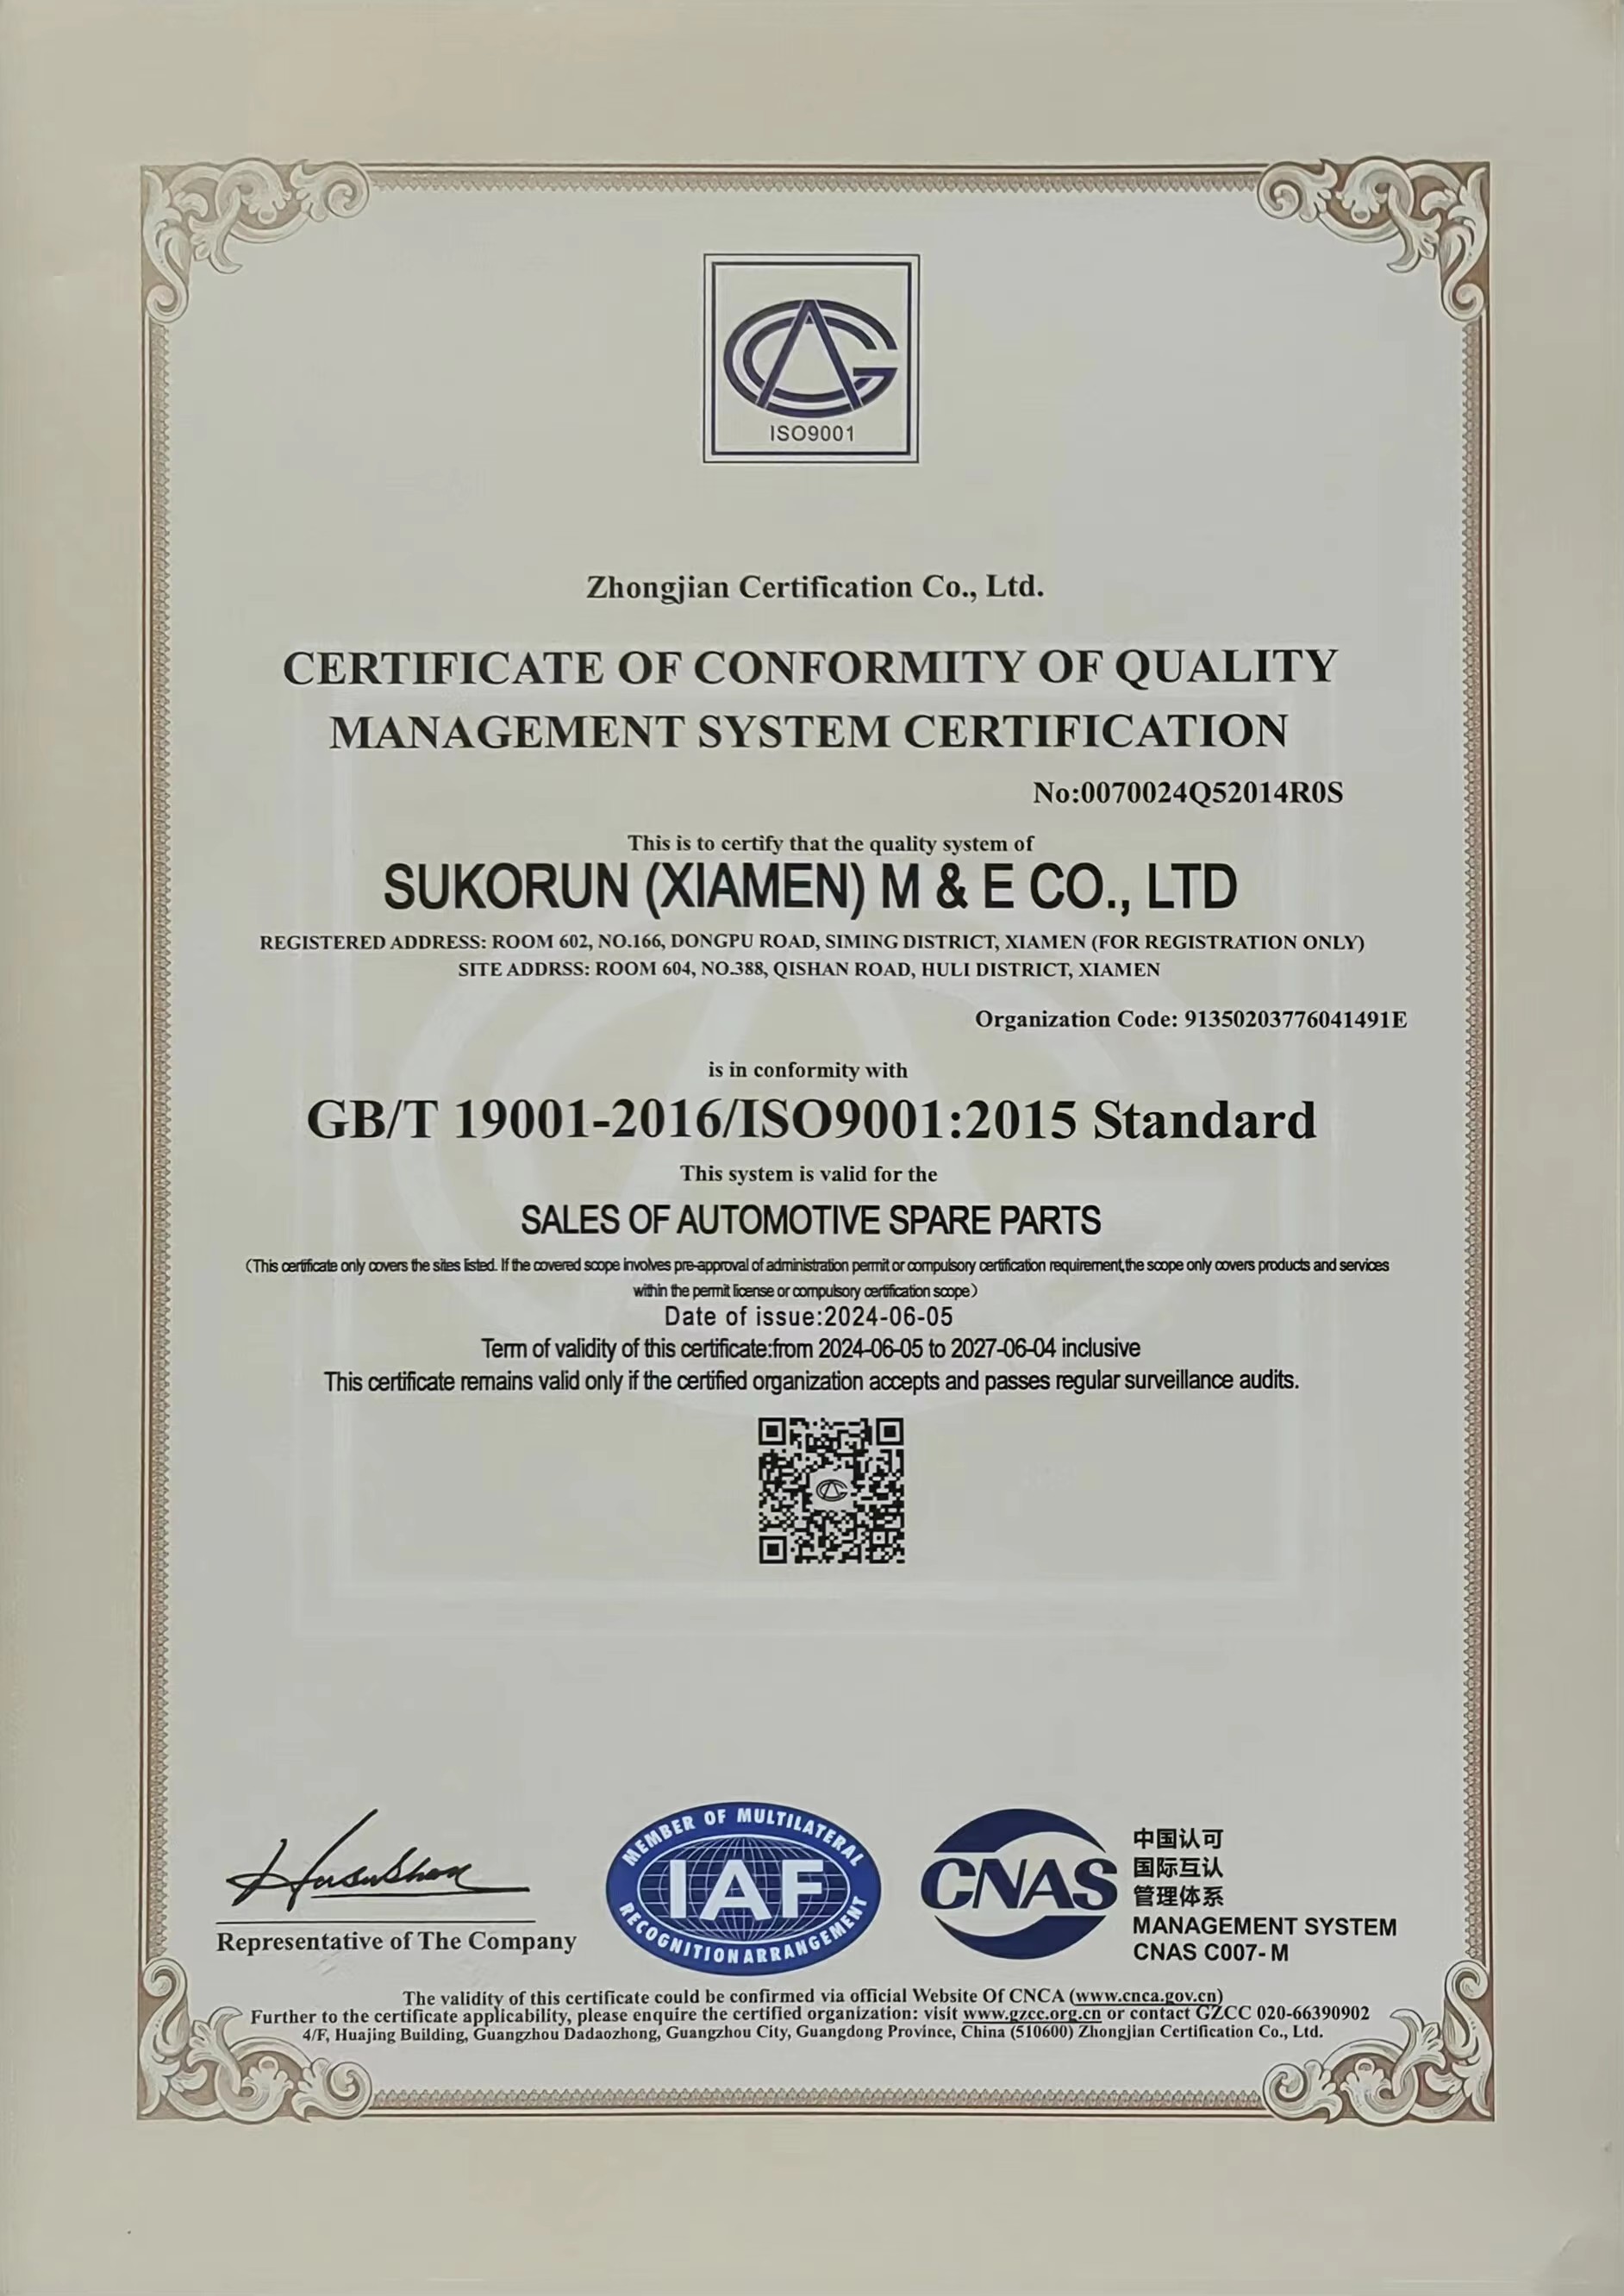 ISO9001
Zhongjian Certification Co., Ltd.
CERTIFICATE OF CONFORMITY OF QUALITY
MANAGEMENT SYSTEM CERTIFICATION
No:0070024Q52014R0S
This is to certify that the quality system of
SUKORUN (XIAMEN) M & E CO., LTD
REGISTERED ADDRESS: ROOM 602, NO.166, DONGPU ROAD, SIMING DISTRICT, XIAMEN (FOR REGISTRATION ONLY)
SITE ADDRSS: ROOM 604, NO.388, QISHAN ROAD, HULI DISTRICT, XIAMEN
Organization Code: 91350203776041491E
is in conformity with
GB/T 19001-2016/ISO9001:2015 Standard
This system is valid for the
SALES OF AUTOMOTIVE SPARE PARTS
(This certificate only covers the sites listed. If the covered scope involves pre-approval of administration permit or compulsory certification requirement,the scope only covers products and services
within the permit license or compulsory certification scope)
Date of issue:2024-06-05
Term of validity of this certificate:from 2024-06-05 to 2027-06-04 inclusive
This certificate remains valid only if the certified organization accepts and passes regular surveillance audits.
Representative of The Company
MEMBER OF MULTILATERAL
IAF
RECOGNITION ARRANGEMENT
CNAS
中国认可
国际互认
管理体系
MANAGEMENT SYSTEM
CNAS C007-M
The validity of this certificate could be confirmed via official Website Of CNCA (www.cnca.gov.cn)
Further to the certificate applicability, please enquire the certified organization: visit www.gzcc.org.cn or contact GZCC 020-66390902
4/F, Huajing Building, Guangzhou Dadaozhong, Guangzhou City, Guangdong Province, China (510600) Zhongjian Certification Co., Ltd.